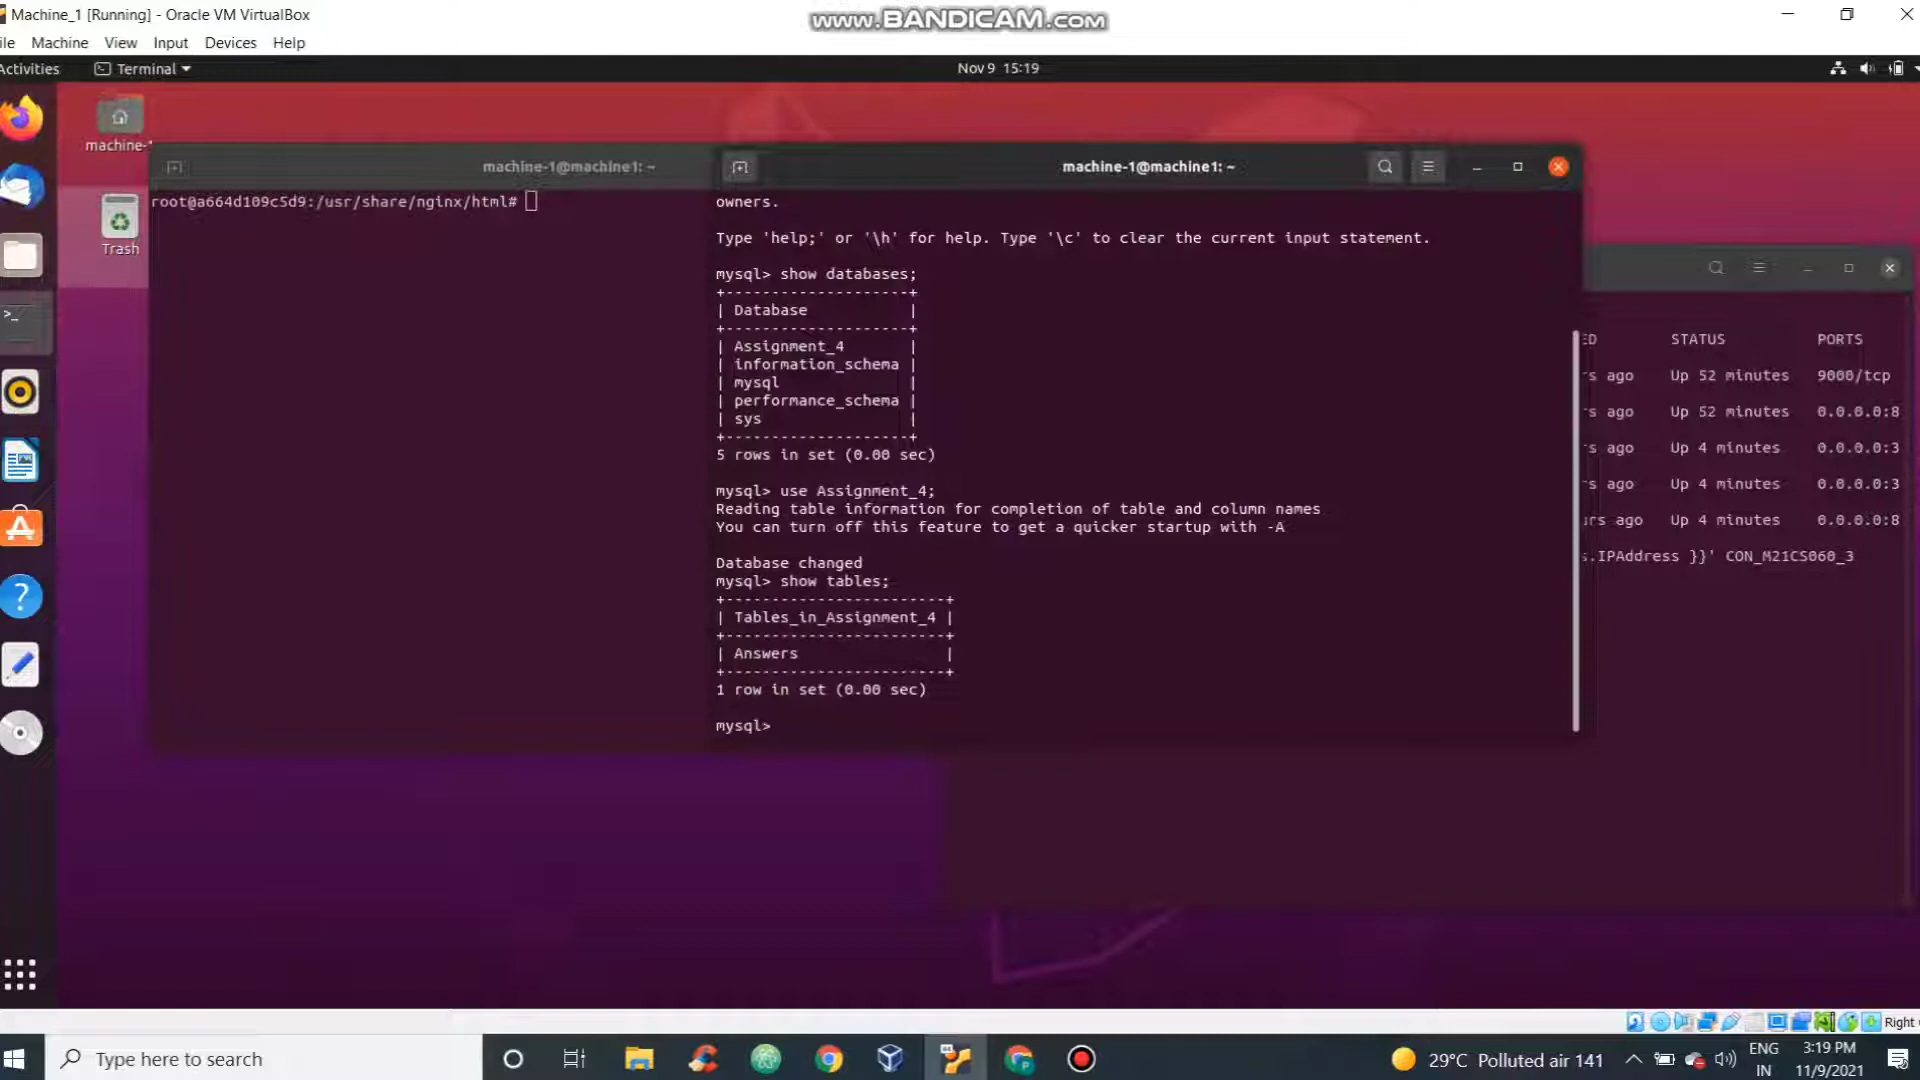 Machine_1 [Running] - Oracle VM VirtualBox
www.BANDICAM.com
ile Machine View Input Devices Help
Activities Terminal Nov 9 15:19
machine-
Trash
machine-1@machine1: ~
root@a664d109c5d9:/usr/share/nginx/html#
machine-1@machine1: ~
owners.
Type 'help;' or '\h' for help. Type '\c' to clear the current input statement.
mysql> show databases;
+--------------------+
| Database |
+--------------------+
| Assignment_4 |
| information_schema |
| mysql |
| performance_schema |
| sys |
+--------------------+
5 rows in set (0.00 sec)
mysql> use Assignment_4;
Reading table information for completion of table and column names
You can turn off this feature to get a quicker startup with -A
Database changed
mysql> show tables;
+------------------------+
| Tables_in_Assignment_4 |
+------------------------+
| Answers |
+------------------------+
1 row in set (0.00 sec)
mysql>
ED STATUS PORTS
rs ago Up 52 minutes 9000/tcp
rs ago Up 52 minutes 0.0.0.0:8
rs ago Up 4 minutes 0.0.0.0:3
rs ago Up 4 minutes 0.0.0.0:3
urs ago Up 4 minutes 0.0.0.0:8
s.IPAddress }}' CON_M21CS060_3
Right
Type here to search
29°C Polluted air 141
ENG
IN
3:19 PM
11/9/2021